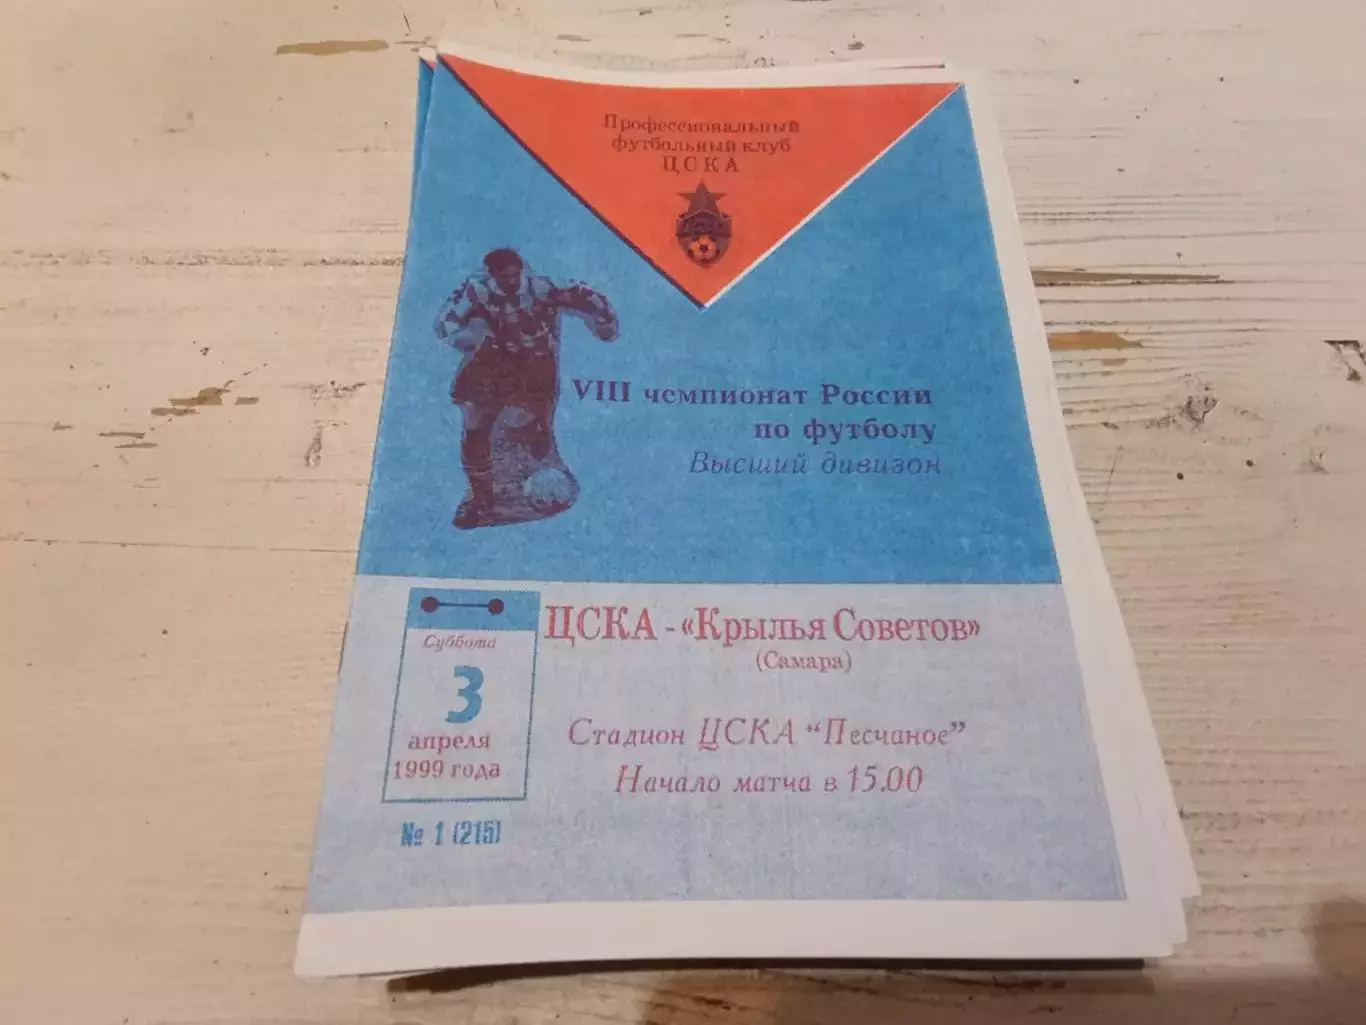 Профессиональный
футбольный клуб
ЦСКА
VIII чемпионат России
по футболу
Высший дивизон
Суббота
3
апреля
1999 года
№ 1 (215)
ЦСКА - «Крылья Советов»
(Самара)
Стадион ЦСКА "Песчаное"
Начало матча в 15.00